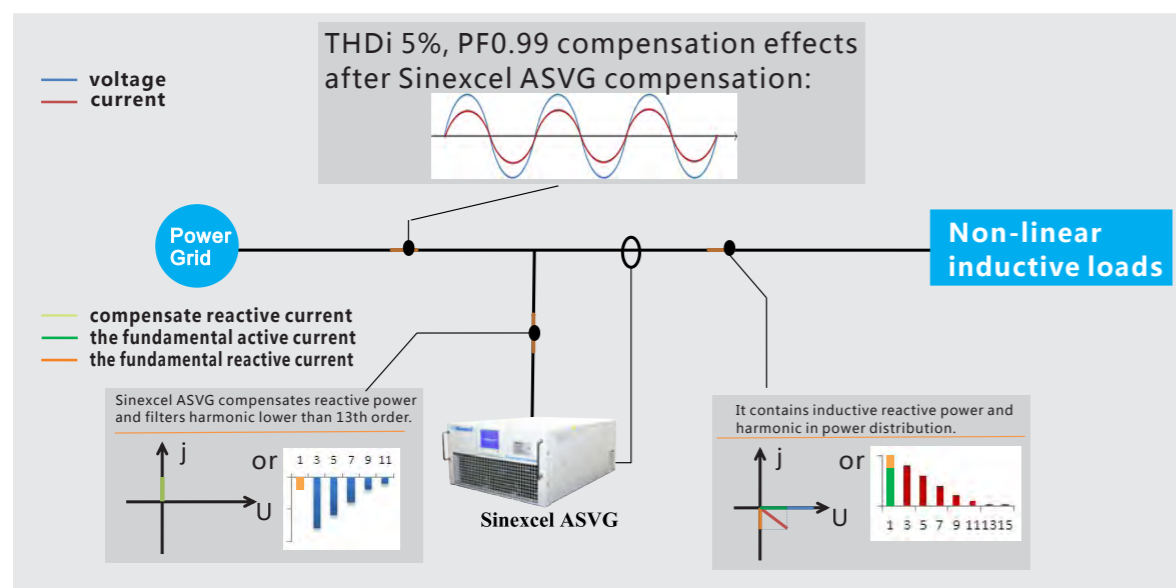 THDi 5%, PF0.99 compensation effects
after Sinexcel ASVG compensation:
voltage
current
Power
Grid
Non-linear
inductive loads
compensate reactive current
the fundamental active current
the fundamental reactive current
Sinexcel ASVG compensates reactive power
and filters harmonic lower than 13th order.
j
or
1 3 5 7 9 11
U
Sinexcel ASVG
It contains inductive reactive power and
harmonic in power distribution.
j
or
U
1 3 5 7 9 11 13 15